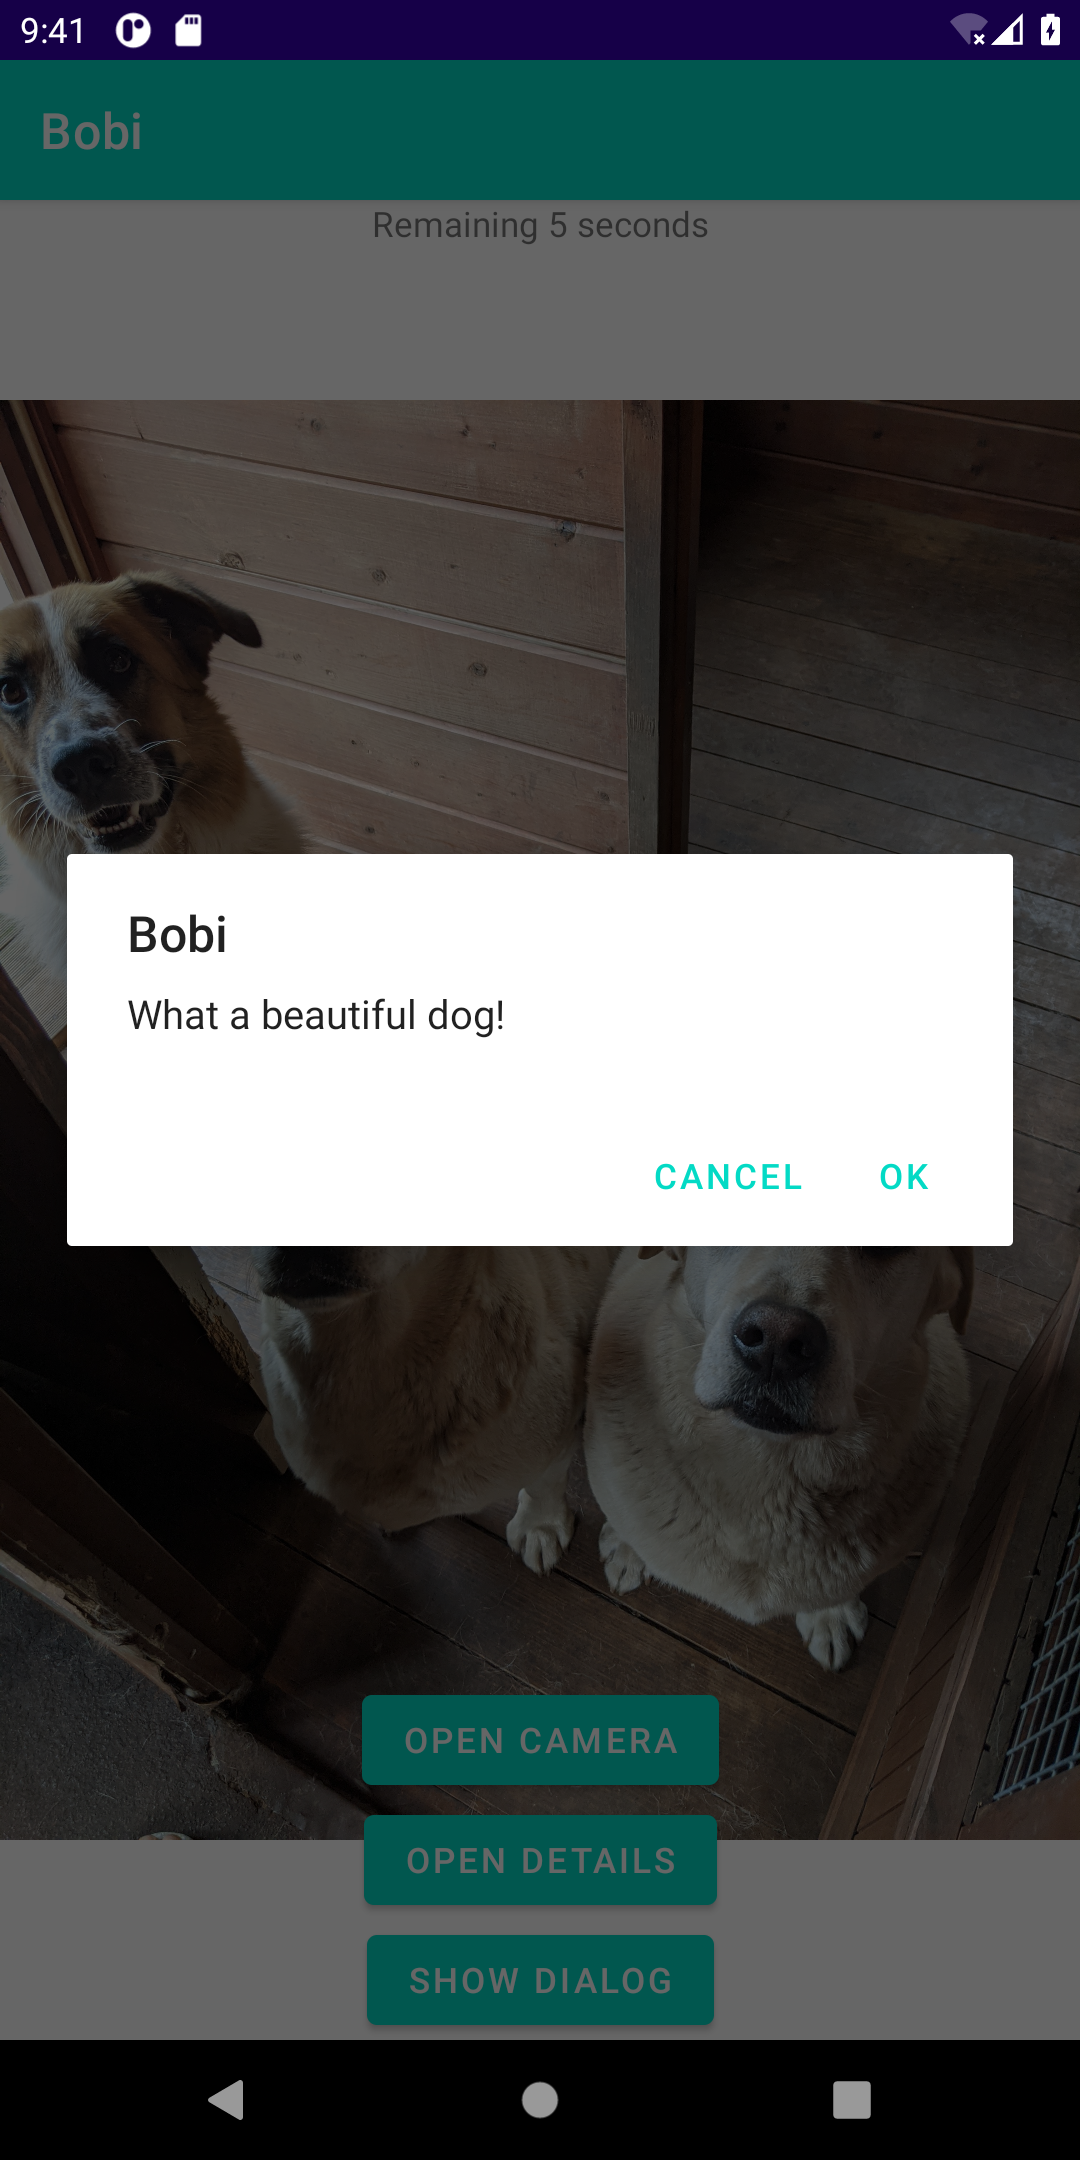 9:41
Bobi
Remaining 5 seconds
Bobi
What a beautiful dog!
CANCEL OK
OPEN CAMERA
OPEN DETAILS
SHOW DIALOG